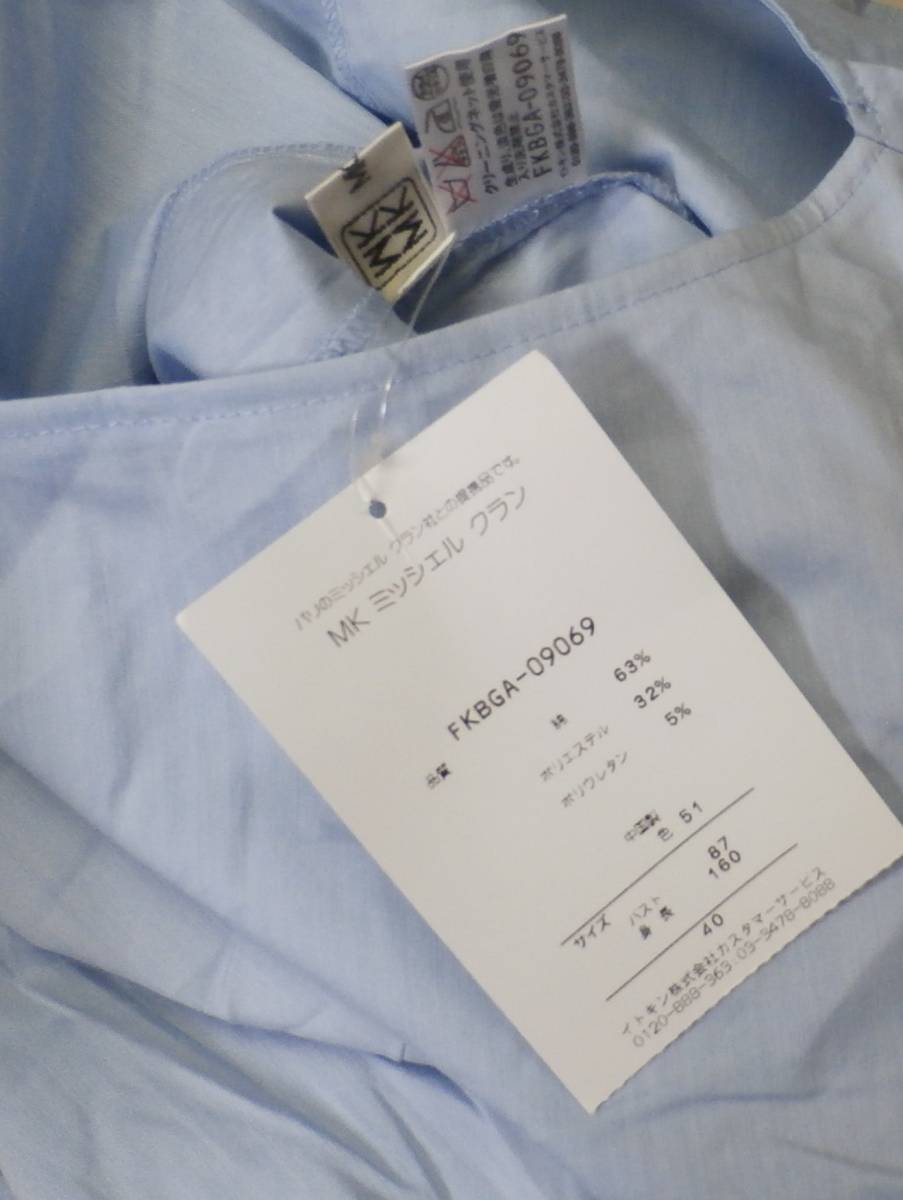 クリーニングネット使用
FKBGA-09069
MK
MK
パリのミッシェル クラン社との提携品です。
MK ミッシェル クラン
FKBGA-09069
品質 綿 63%
ポリエステル 32%
ポリウレタン 5%
中国製
色 51
サイズ バスト 87
身長 160
40
イトキン株式会社カスタマーサービス
0120-888-363:03-3478-8088